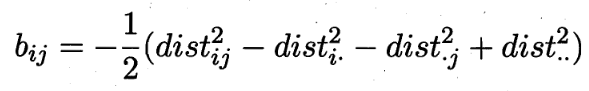 b_{ij} = -\frac{1}{2}(dist_{ij}^2 - dist_{i\cdot}^2 - dist_{\cdot j}^2 + dist_{\cdot\cdot}^2)